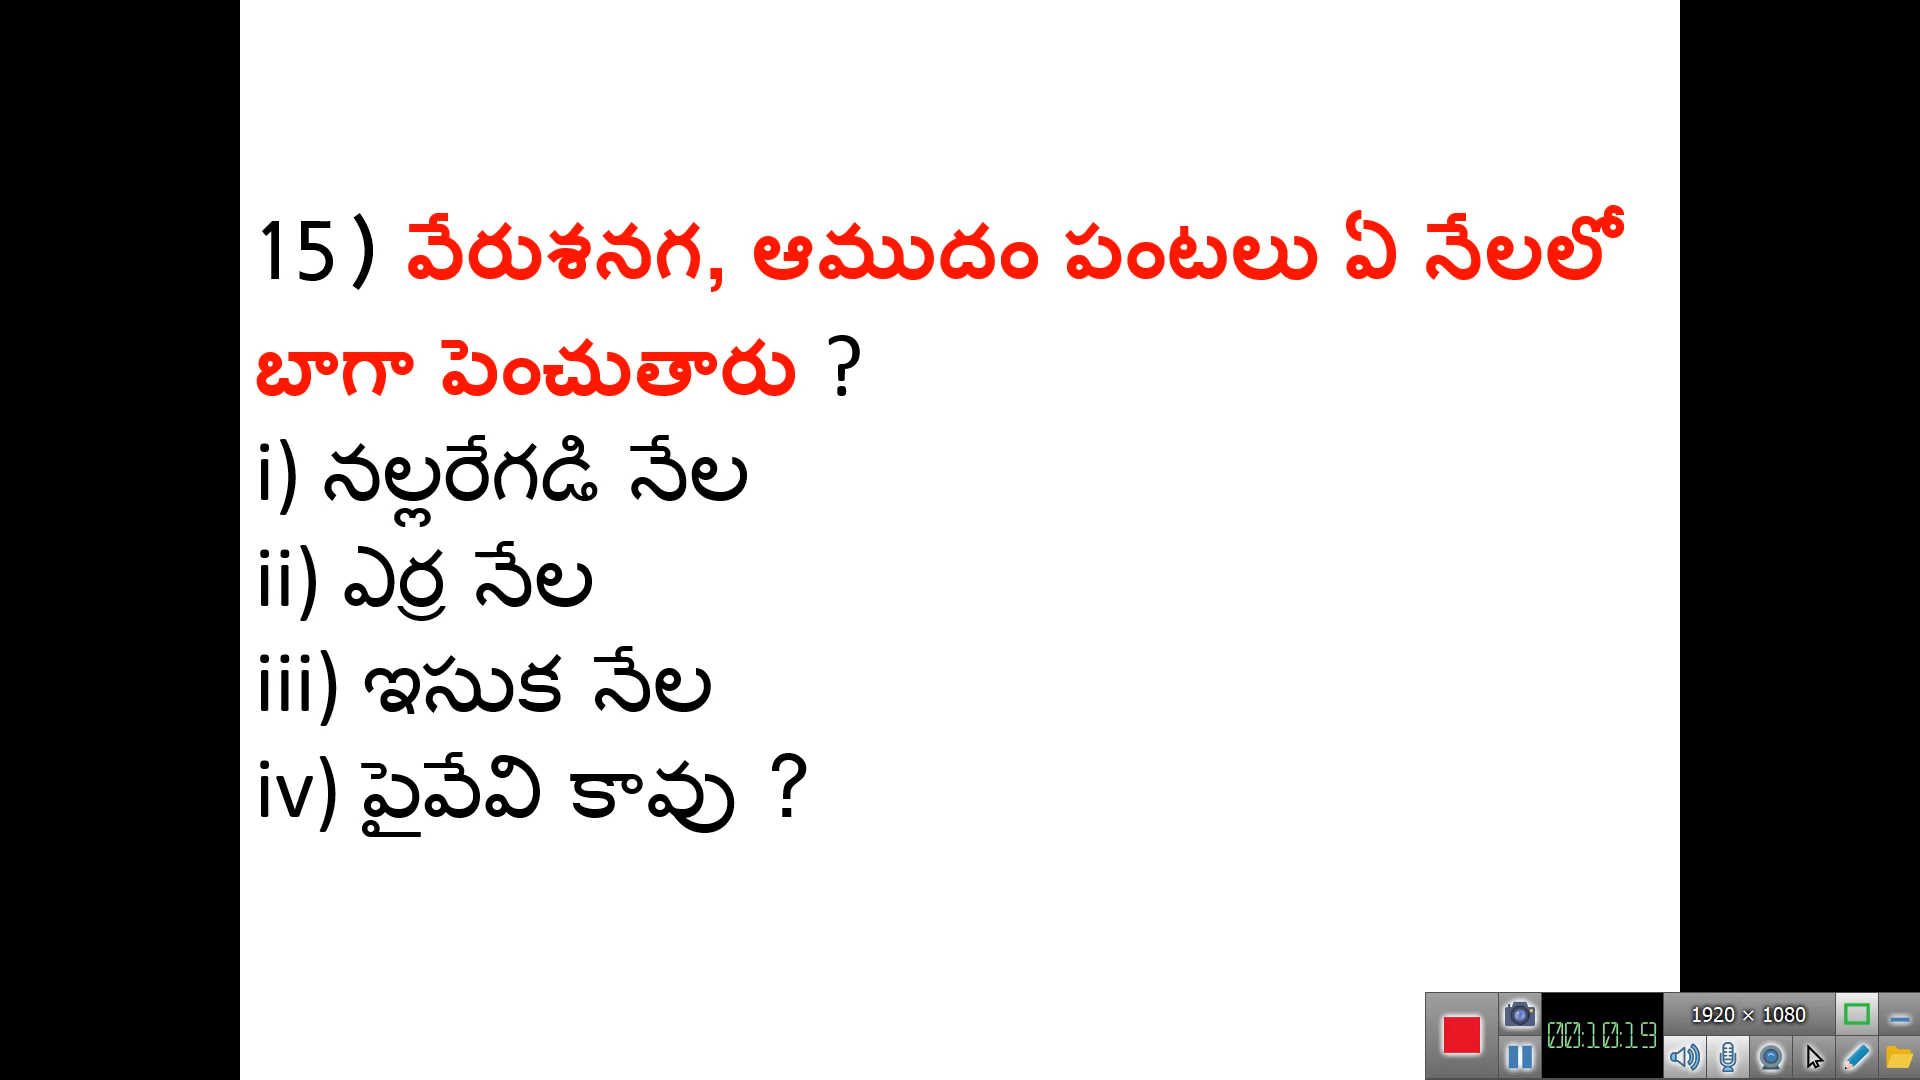 15) వేరుశనగ, ఆముదం పంటలు ఏ నేలలో
బాగా పెంచుతారు ?
i) నల్లరేగడి నేల
ii) ఎర్ర నేల
iii) ఇసుక నేల
iv) పైవేవి కావు ?
1920 × 1080
00:10:19